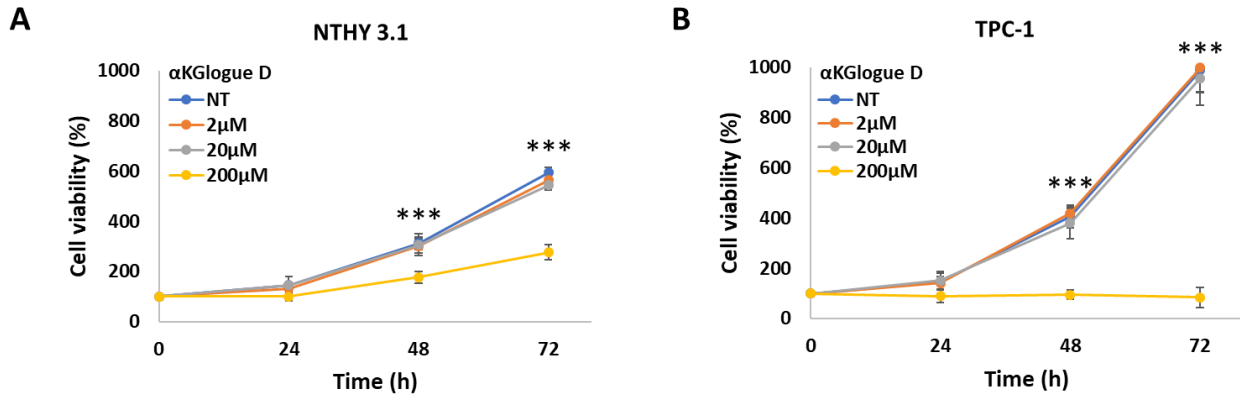 A
NTHY 3.1
1000
800
600
400
200
0
Cell viability (%)
αKGlogue D
NT
2µM
20µM
200µM
***
***
0
24
48
72
Time (h)
B
TPC-1
1000
800
600
400
200
0
Cell viability (%)
αKGlogue D
NT
2µM
20µM
200µM
***
***
0
24
48
72
Time (h)